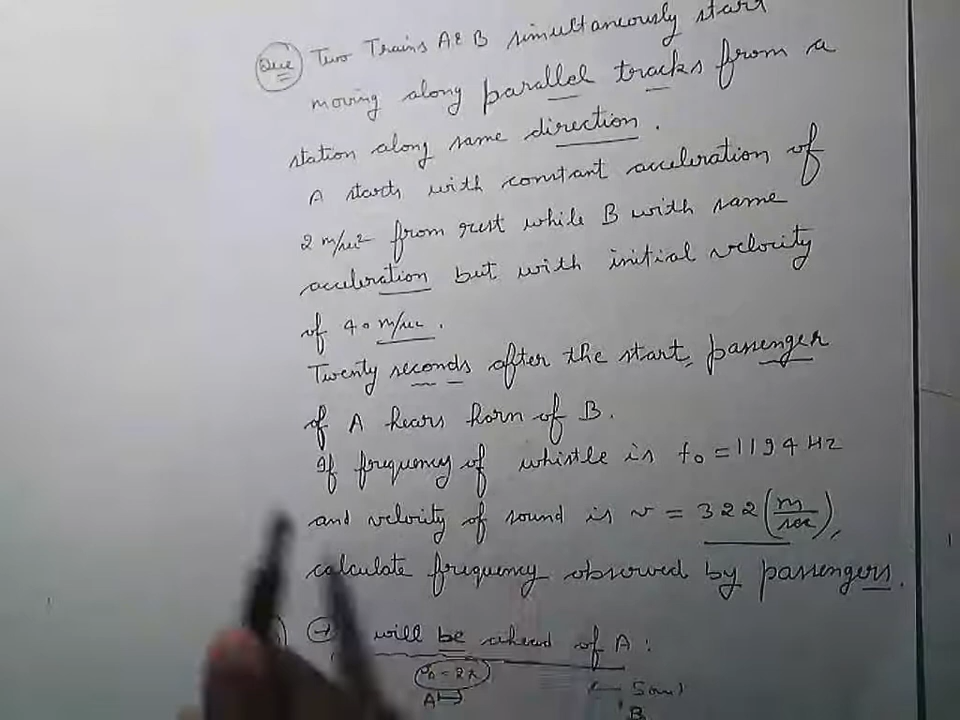 Que Two Trains A & B simultaneously start
moving along parallel tracks from a
station along same direction.
A starts with constant acceleration of
2 m/sec² from rest while B with same
acceleration but with initial velocity
of 40 m/sec.
Twenty seconds after the start, passenger
of A hears horn of B.
If frequency of whistle is f₀ = 1194 Hz
and velocity of sound is v = 322 (m/sec),
calculate frequency observed by passengers.
will be ahead of A:
A
B